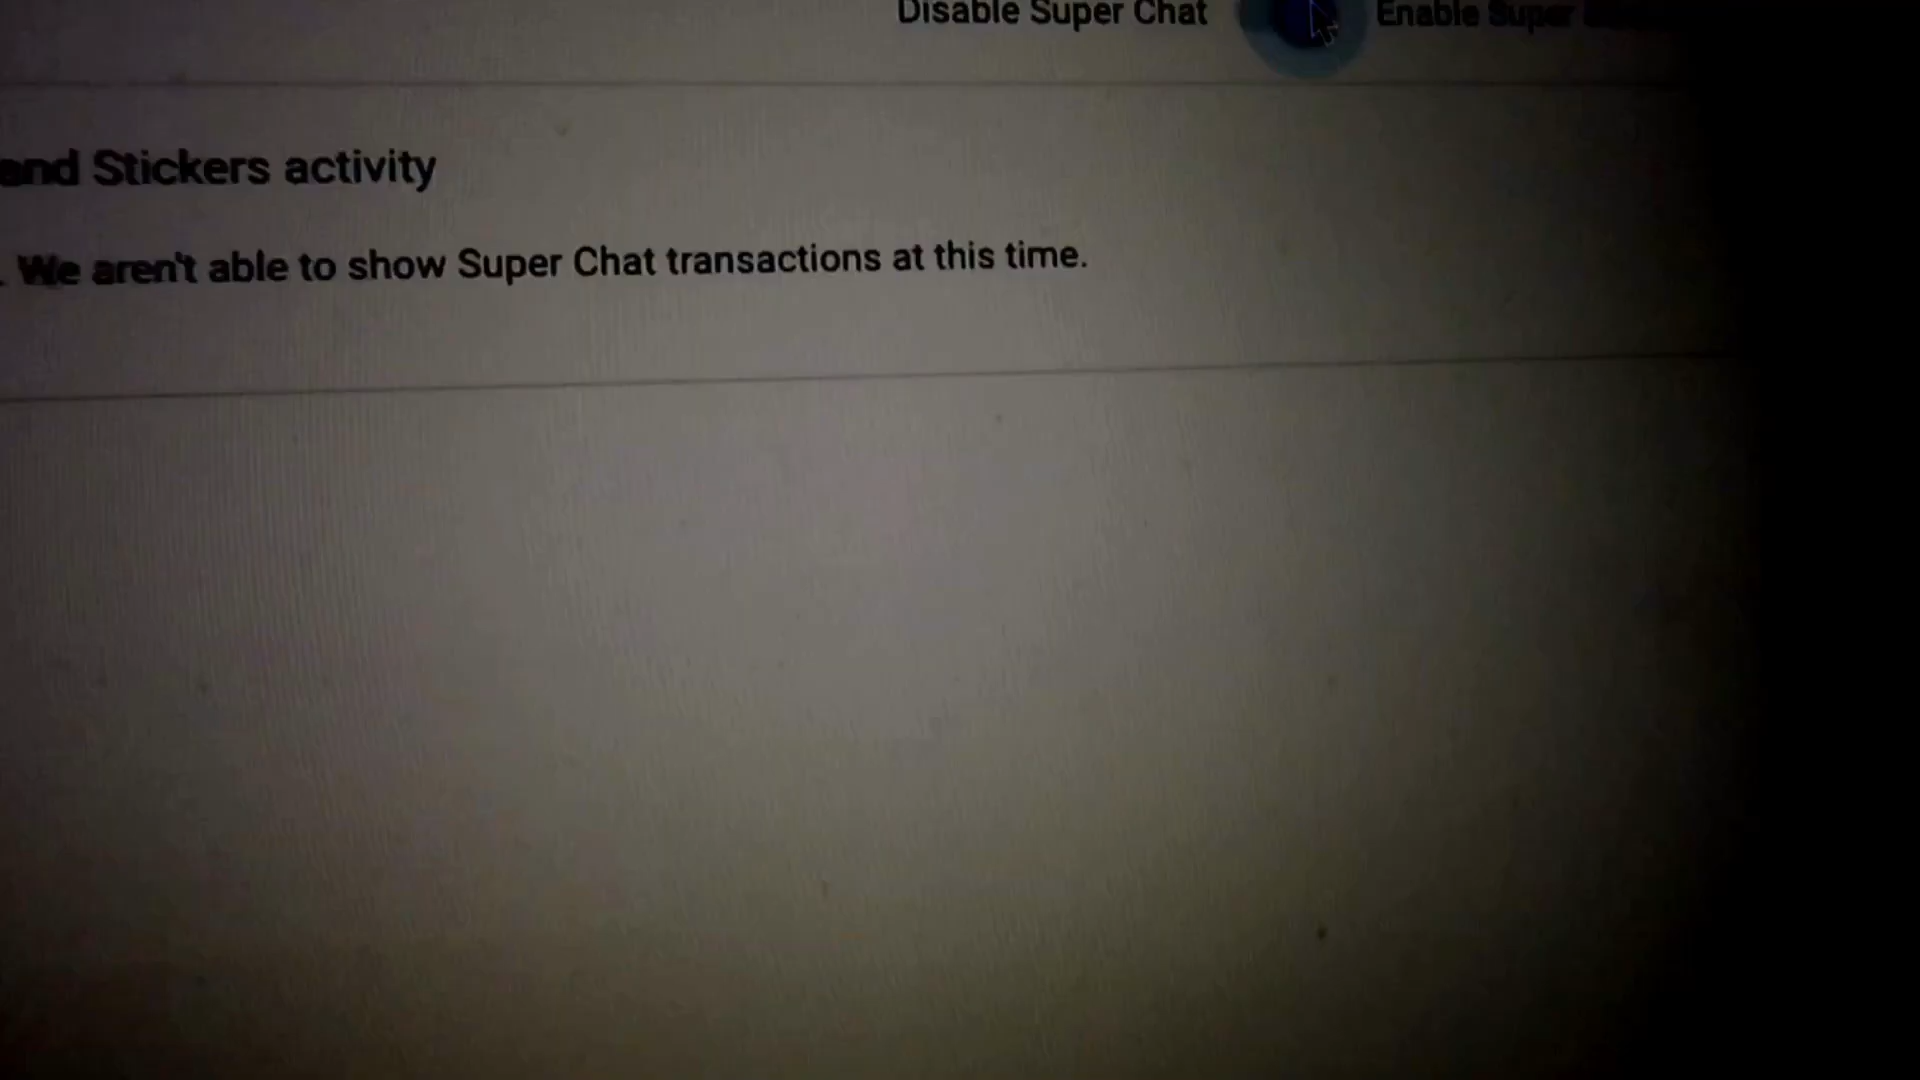 Disable Super Chat Enable Super
and Stickers activity
. We aren't able to show Super Chat transactions at this time.